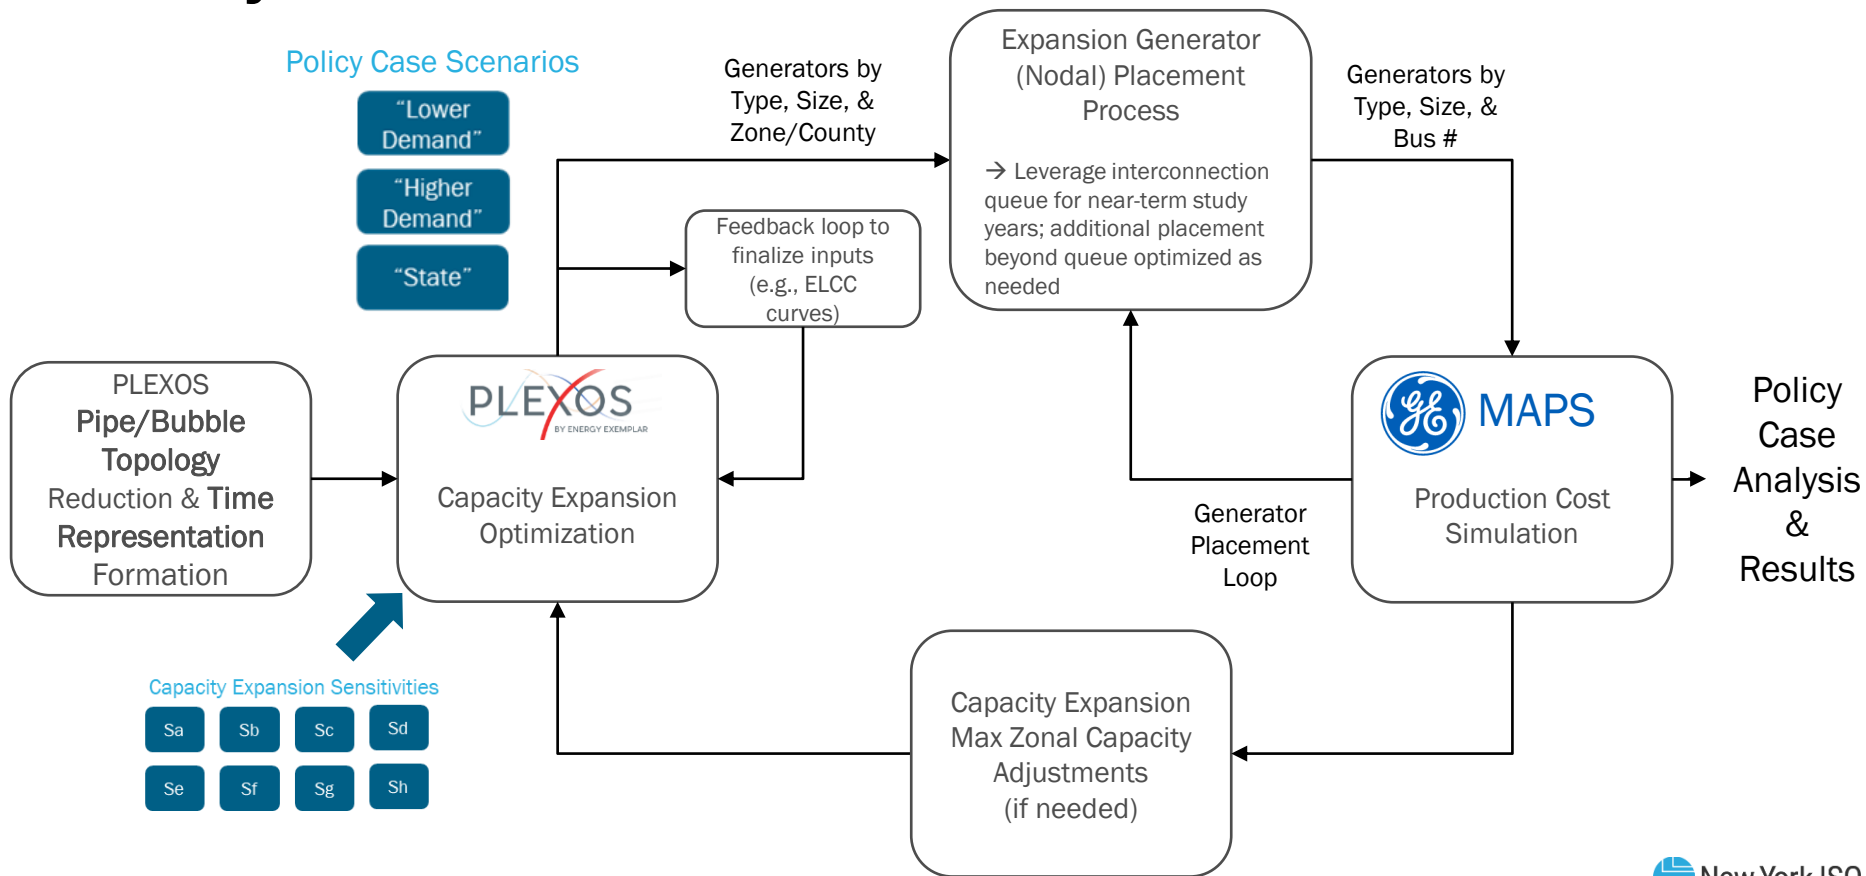 Policy Case Scenarios
“Lower
Demand”
“Higher
Demand”
“State”
Generators by
Type, Size, &
Zone/County
Expansion Generator
(Nodal) Placement
Process
→ Leverage interconnection
queue for near-term study
years; additional placement
beyond queue optimized as
needed
Generators by
Type, Size, &
Bus #
Feedback loop to
finalize inputs
(e.g., ELCC
curves)
PLEXOS
Pipe/Bubble
Topology
Reduction & Time
Representation
Formation
PLEXOS
BY ENERGY EXEMPLAR
Capacity Expansion
Optimization
GE MAPS
Production Cost
Simulation
Policy
Case
Analysis
&
Results
Generator
Placement
Loop
Capacity Expansion Sensitivities
Sa Sb Sc Sd
Se Sf Sg Sh
Capacity Expansion
Max Zonal Capacity
Adjustments
(if needed)
New York ISO